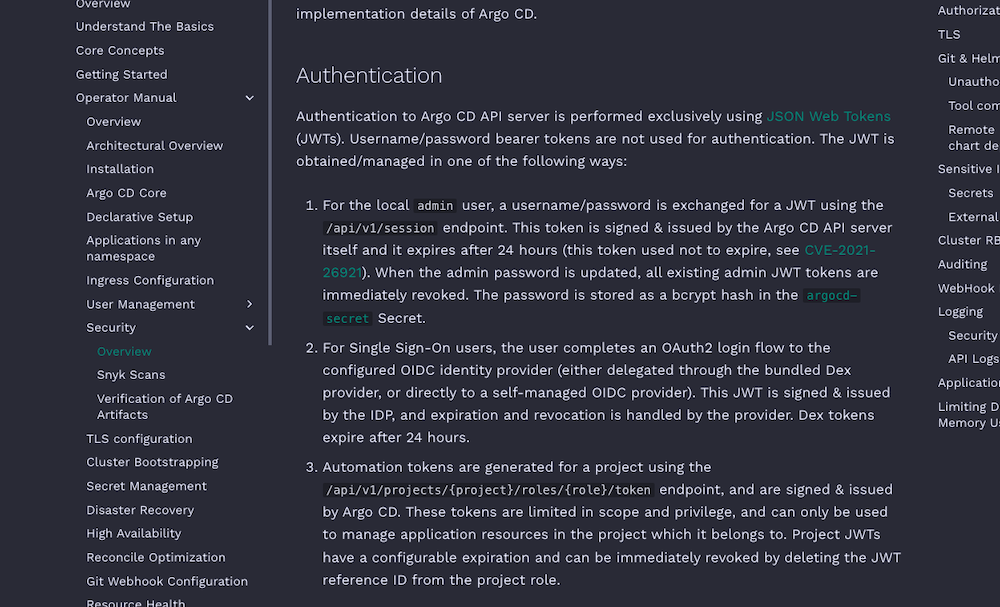 Overview
Understand The Basics
Core Concepts
Getting Started
Operator Manual
Overview
Architectural Overview
Installation
Argo CD Core
Declarative Setup
Applications in any
namespace
Ingress Configuration
User Management
Security
Overview
Snyk Scans
Verification of Argo CD
Artifacts
TLS configuration
Cluster Bootstrapping
Secret Management
Disaster Recovery
High Availability
Reconcile Optimization
Git Webhook Configuration
Resource Health
implementation details of Argo CD.
Authentication
Authentication to Argo CD API server is performed exclusively using JSON Web Tokens
(JWTs). Username/password bearer tokens are not used for authentication. The JWT is
obtained/managed in one of the following ways:
1. For the local admin user, a username/password is exchanged for a JWT using the
/api/v1/session endpoint. This token is signed & issued by the Argo CD API server
itself and it expires after 24 hours (this token used not to expire, see CVE-2021-
26921). When the admin password is updated, all existing admin JWT tokens are
immediately revoked. The password is stored as a bcrypt hash in the argocd-
secret Secret.
2. For Single Sign-On users, the user completes an OAuth2 login flow to the
configured OIDC identity provider (either delegated through the bundled Dex
provider, or directly to a self-managed OIDC provider). This JWT is signed & issued
by the IDP, and expiration and revocation is handled by the provider. Dex tokens
expire after 24 hours.
3. Automation tokens are generated for a project using the
/api/v1/projects/{project}/roles/{role}/token endpoint, and are signed & issued
by Argo CD. These tokens are limited in scope and privilege, and can only be used
to manage application resources in the project which it belongs to. Project JWTs
have a configurable expiration and can be immediately revoked by deleting the JWT
reference ID from the project role.
Authorizat
TLS
Git & Helm
Unautho
Tool com
Remote
chart de
Sensitive I
Secrets
External
Cluster RB
Auditing
WebHook
Logging
Security
API Logs
Application
Limiting D
Memory Us